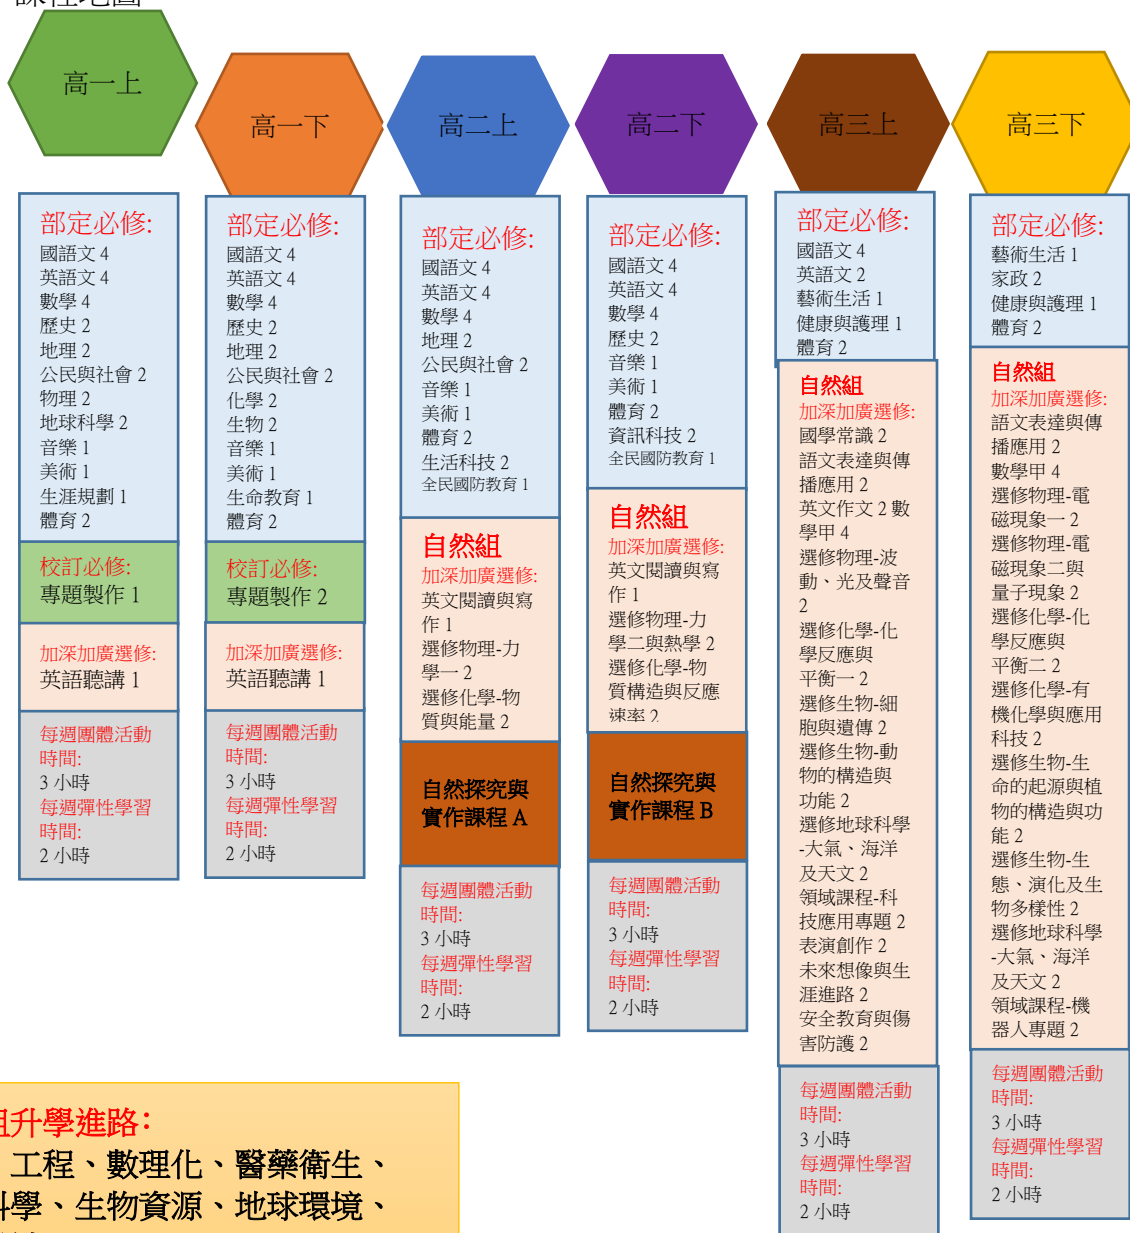 課程地圖
高一上
高一下
高二上
高二下
高三上
高三下
部定必修:
國語文 4
英語文 4
數學 4
歷史 2
地理 2
公民與社會 2
物理 2
地球科學 2
音樂 1
美術 1
生涯規劃 1
體育 2
校訂必修:
專題製作 1
加深加廣選修:
英語聽講 1
每週團體活動
時間:
3 小時
每週彈性學習
時間:
2 小時
部定必修:
國語文 4
英語文 4
數學 4
歷史 2
地理 2
公民與社會 2
化學 2
生物 2
音樂 1
美術 1
生命教育 1
體育 2
校訂必修:
專題製作 2
加深加廣選修:
英語聽講 1
每週團體活動
時間:
3 小時
每週彈性學習
時間:
2 小時
部定必修:
國語文 4
英語文 4
數學 4
地理 2
公民與社會 2
音樂 1
美術 1
體育 2
生活科技 2
全民國防教育 1
自然組
加深加廣選修:
英文閱讀與寫
作 1
選修物理-力
學一 2
選修化學-物
質與能量 2
自然探究與
實作課程 A
每週團體活動
時間:
3 小時
每週彈性學習
時間:
2 小時
部定必修:
國語文 4
英語文 4
數學 4
歷史 2
音樂 1
美術 1
體育 2
資訊科技 2
全民國防教育 1
自然組
加深加廣選修:
英文閱讀與寫
作 1
選修物理-力
學二與熱學 2
選修化學-物
質構造與反應
速率 2
自然探究與
實作課程 B
每週團體活動
時間:
3 小時
每週彈性學習
時間:
2 小時
部定必修:
國語文 4
英語文 2
藝術生活 1
健康與護理 1
體育 2
自然組
加深加廣選修:
國學常識 2
語文表達與傳
播應用 2
英文作文 2 數
學甲 4
選修物理-波
動、光及聲音
2
選修化學-化
學反應與
平衡一 2
選修生物-細
胞與遺傳 2
選修生物-動
物的構造與
功能 2
選修地球科學
-大氣、海洋
及天文 2
領域課程-科
技應用專題 2
表演創作 2
未來想像與生
涯進路 2
安全教育與傷
害防護 2
每週團體活動
時間:
3 小時
每週彈性學習
時間:
2 小時
部定必修:
藝術生活 1
家政 2
健康與護理 1
體育 2
自然組
加深加廣選修:
語文表達與傳
播應用 2
數學甲 4
選修物理-電
磁現象一 2
選修物理-電
磁現象二與
量子現象 2
選修化學-化
學反應與
平衡二 2
選修化學-有
機化學與應用
科技 2
選修生物-生
命的起源與植
物的構造與功
能 2
選修生物-生
態、演化及生
物多樣性 2
選修地球科學
-大氣、海洋
及天文 2
領域課程-機
器人專題 2
每週團體活動
時間:
3 小時
每週彈性學習
時間:
2 小時
組升學進路:
工程、數理化、醫藥衛生、
科學、生物資源、地球環境、